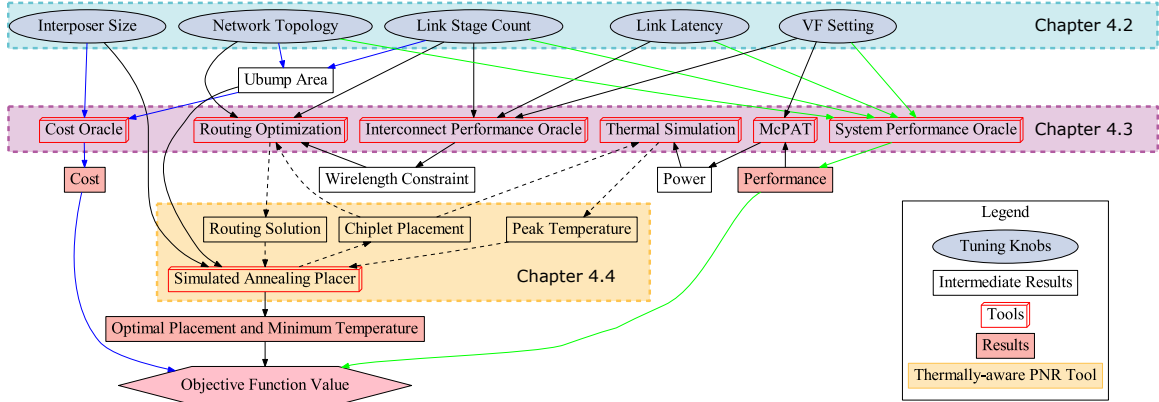 Interposer Size
Network Topology
Link Stage Count
Link Latency
VF Setting
Chapter 4.2
Ubump Area
Cost Oracle
Routing Optimization
Interconnect Performance Oracle
Thermal Simulation
McPAT
System Performance Oracle
Chapter 4.3
Cost
Wirelength Constraint
Power
Performance
Routing Solution
Chiplet Placement
Peak Temperature
Simulated Annealing Placer
Chapter 4.4
Optimal Placement and Minimum Temperature
Objective Function Value
Legend
Tuning Knobs
Intermediate Results
Tools
Results
Thermally-aware PNR Tool